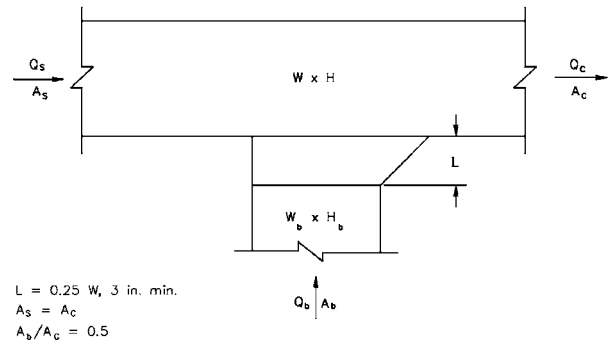 Qs
As
W x H
Qc
Ac
L
Wb x Hb
Qb Ab
L = 0.25 W, 3 in. min.
As = Ac
Ab/Ac = 0.5